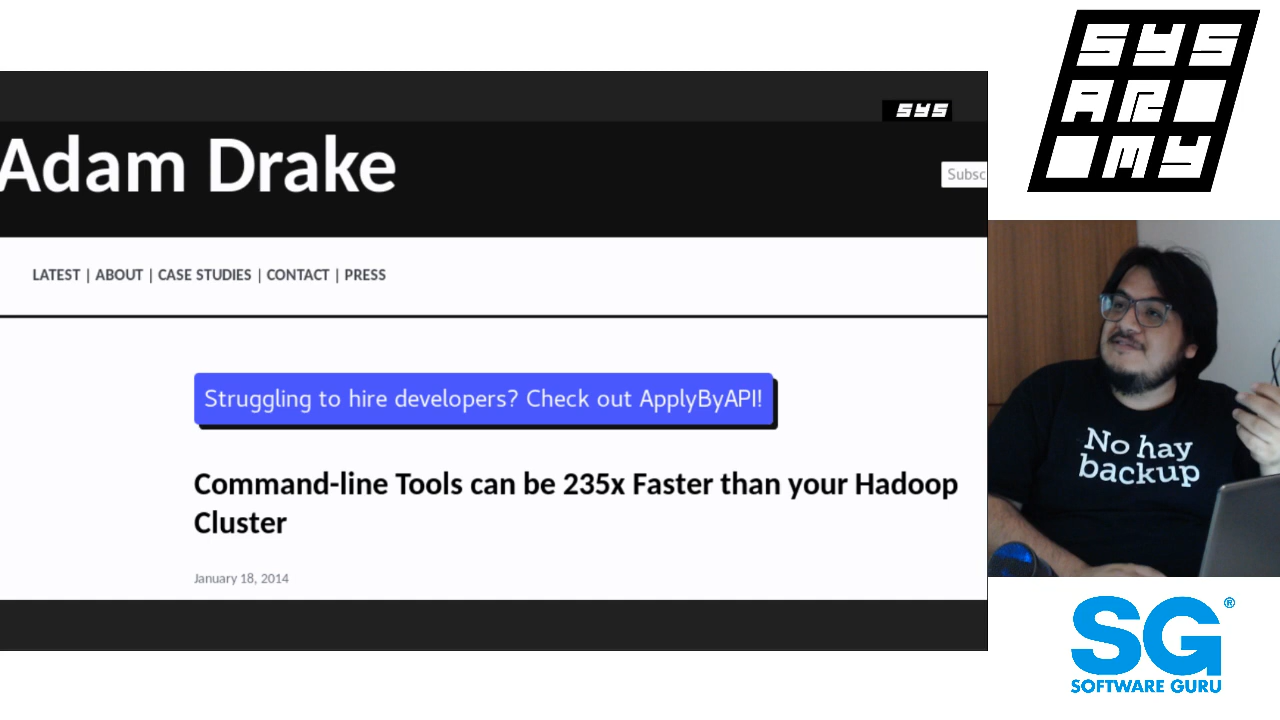 SYS
Adam Drake
Subsc
LATEST | ABOUT | CASE STUDIES | CONTACT | PRESS
Struggling to hire developers? Check out ApplyByAPI!
Command-line Tools can be 235x Faster than your Hadoop
Cluster
January 18, 2014
SYS
AR
MY
No hay
backup
SG®
SOFTWARE GURU